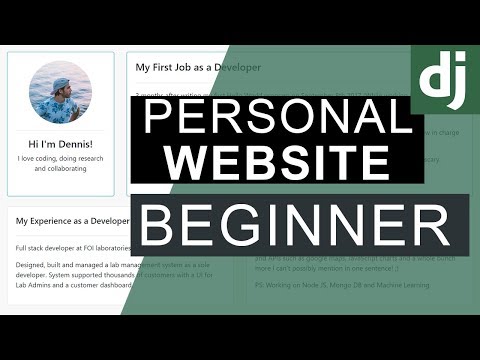 My First Job as a Developer
dj
PERSONAL
WEBSITE
BEGINNER
Hi I'm Dennis!
I love coding, doing research
and collaborating
My Experience as a Developer
Full stack developer at FOI laboratories
Designed, built and managed a lab management system as a sole
developer. System supported thousands of customers with a UI for
Lab Admins and a customer dashboard.
and APIs such as google maps, Javascript charts and a whole bunch
more I can't possibly mention in one sentence! ;)
PS: Working on Node JS, Mongo DB and Machine Learning.